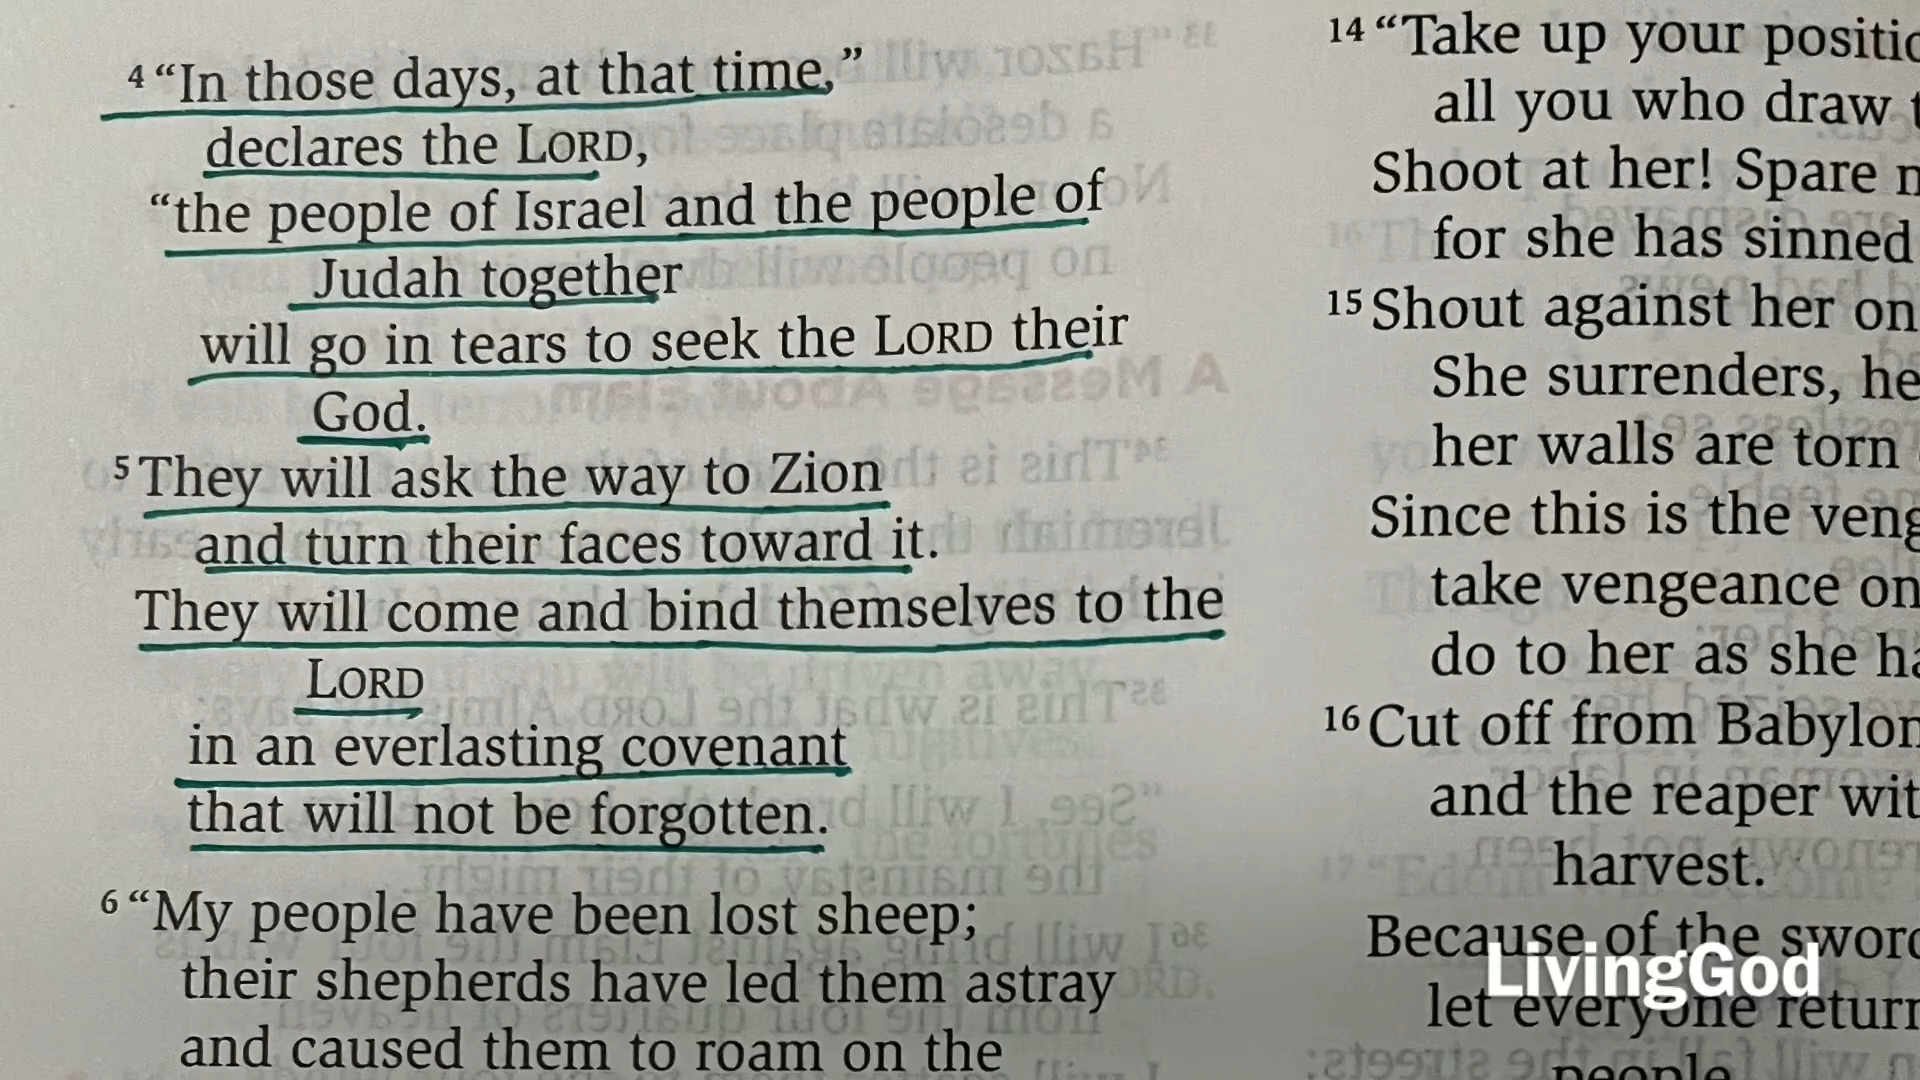 4 “In those days, at that time,”
declares the LORD,
“the people of Israel and the people of
Judah together
will go in tears to seek the LORD their
God.
5 They will ask the way to Zion
and turn their faces toward it.
They will come and bind themselves to the
LORD
in an everlasting covenant
that will not be forgotten.
6 “My people have been lost sheep;
their shepherds have led them astray
and caused them to roam on the
14 “Take up your
all you who draw
Shoot at her! Spare
for she has sinned
15 Shout against her on
She surrenders,
her walls are torn
Since this is the
take vengeance on
do to her as she
16 Cut off from Babylon
and the reaper
harvest.
Because of the
let everyone return
people
LivingGod